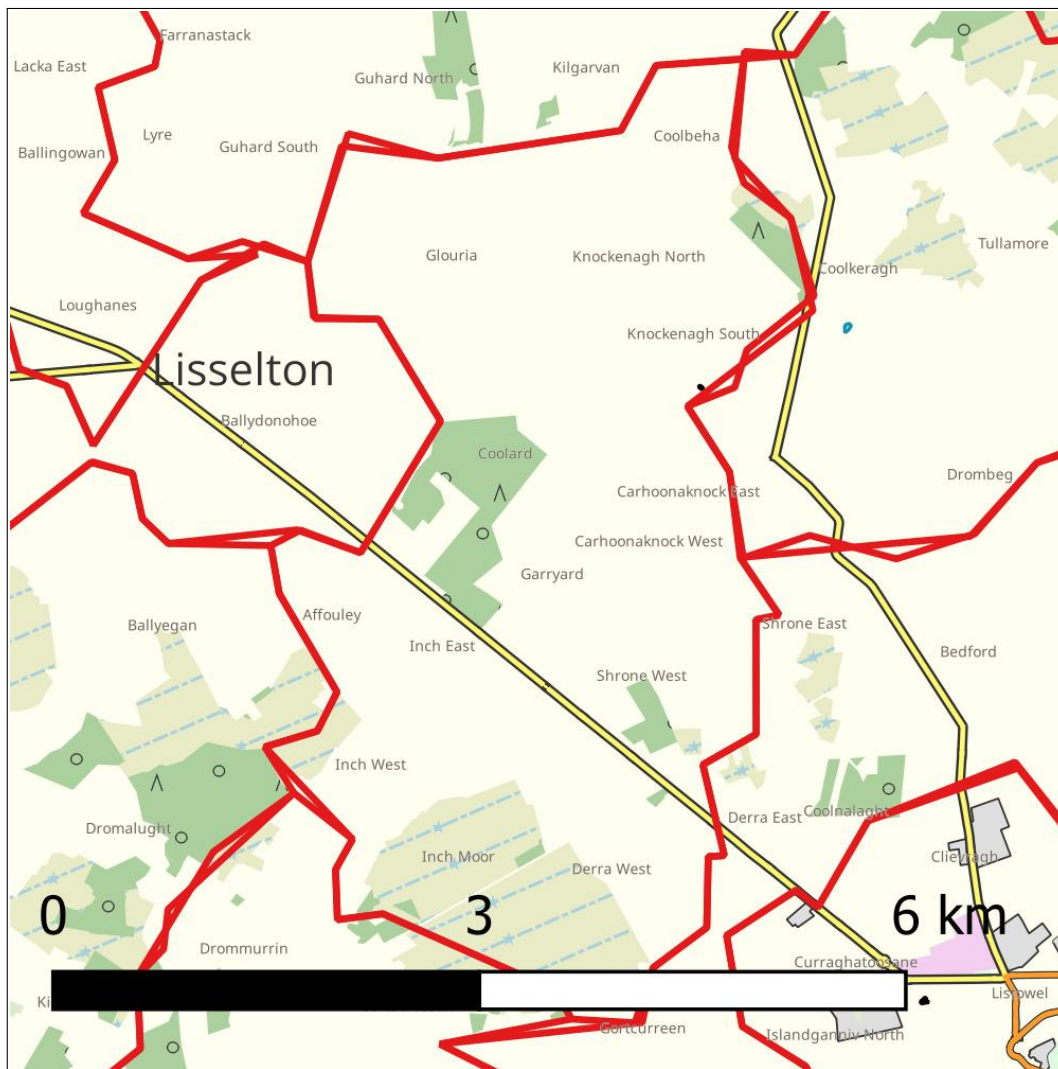 Farranastack
Lacka East
Guhard North
Kilgarvan
Lyre
Guhard South
Coolbeha
Ballingowan
Tullamore
Glouria
Knockenagh North
Coolkeragh
Loughanes
Knockenagh South
Lisselton
Ballydonohoe
Coolard
Drombeg
Carhoonaknock East
Carhoonaknock West
Garryard
Affouley
Ballyegan
Shrone East
Inch East
Bedford
Shrone West
Inch West
Coolnalaght
Derra East
Dromalught
Inch Moor
Clievragh
Derra West
0 3 6 km
Drommurrin
Curraghatoosane
Listowel
Gortcurreen
Islandganniv North